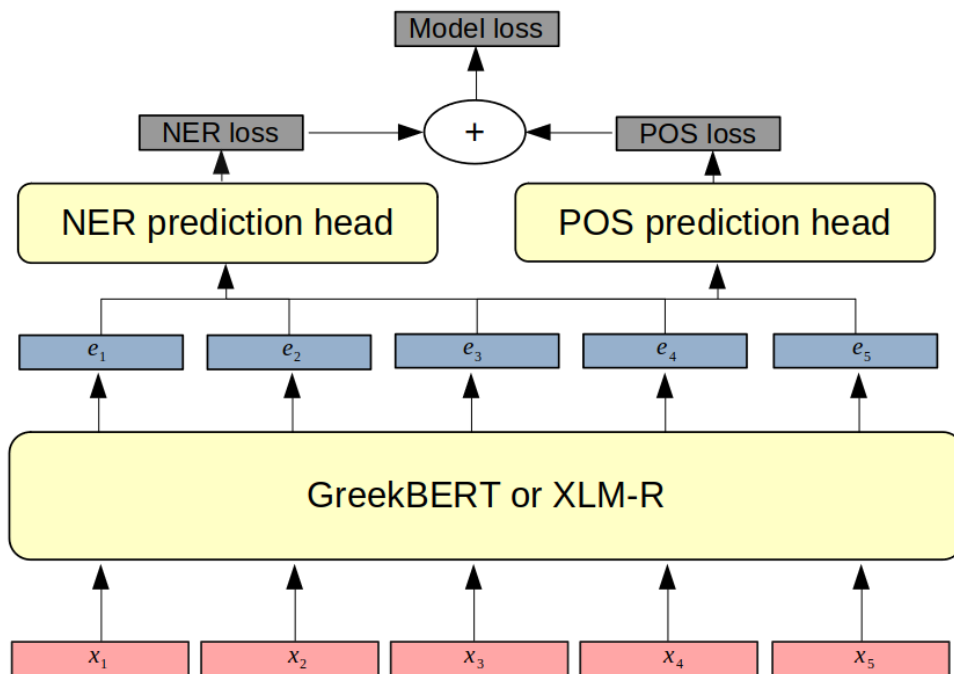 Model loss
NER loss + POS loss
NER prediction head POS prediction head
e₁ e₂ e₃ e₄ e₅
GreekBERT or XLM-R
x₁ x₂ x₃ x₄ x₅